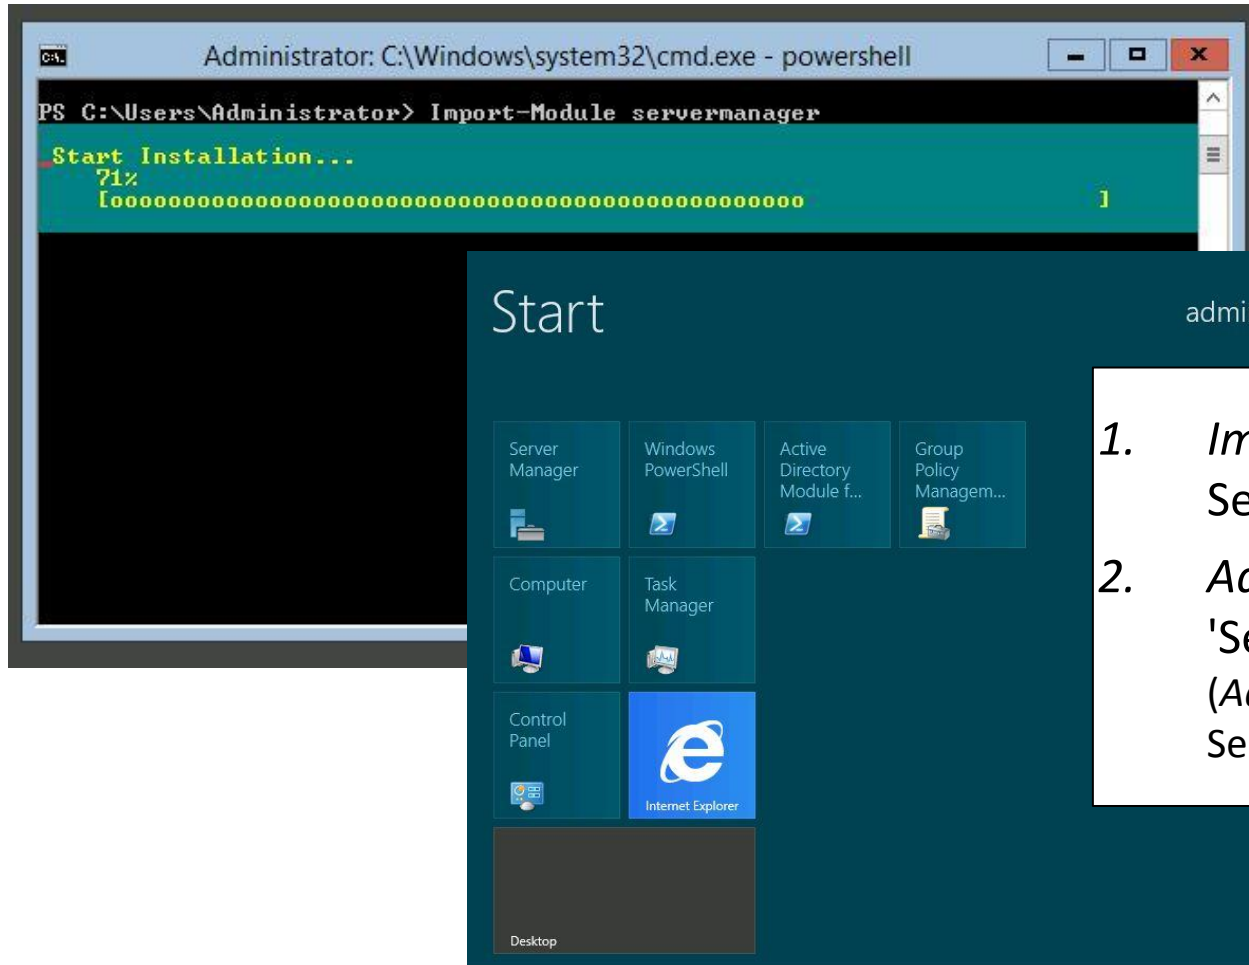 Administrator: C:\Windows\system32\cmd.exe - powershell
PS C:\Users\Administrator> Import-Module servermanager
Start Installation...
71%
[oooooooooooooooooooooooooooooooooooooooooooooooo ]
Start
admi
Server
Manager
Windows
PowerShell
Active
Directory
Module f...
Group
Policy
Managem...
Computer
Task
Manager
Control
Panel
Internet Explorer
Desktop
1. Im
Se
2. Ad
'Se
(Ad
Se